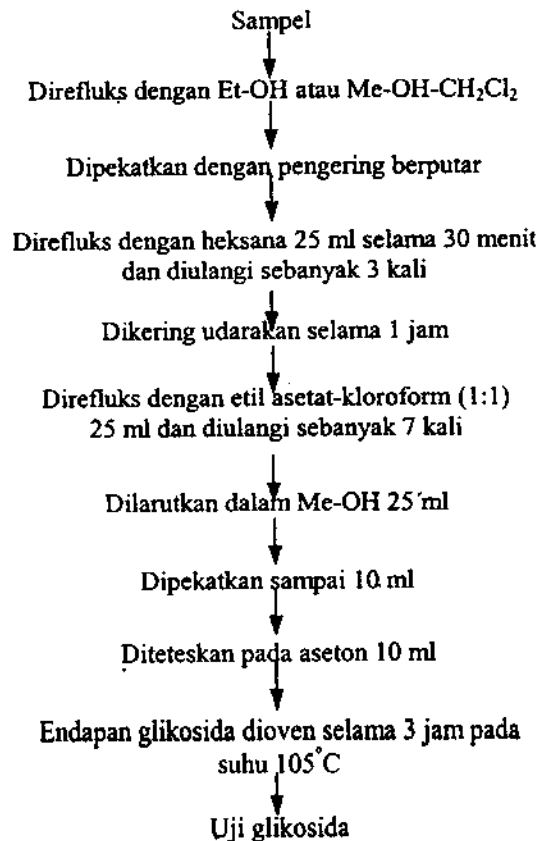 Sampel
Direfluks dengan Et-OH atau Me-OH-CH₂Cl₂
Dipekatkan dengan pengering berputar
Direfluks dengan heksana 25 ml selama 30 menit
dan diulangi sebanyak 3 kali
Dikering udarakan selama 1 jam
Direfluks dengan etil asetat-kloroform (1:1)
25 ml dan diulangi sebanyak 7 kali
Dilarutkan dalam Me-OH 25 ml
Dipekatkan sampai 10 ml
Diteteskan pada aseton 10 ml
Endapan glikosida dioven selama 3 jam pada
suhu 105°C
Uji glikosida